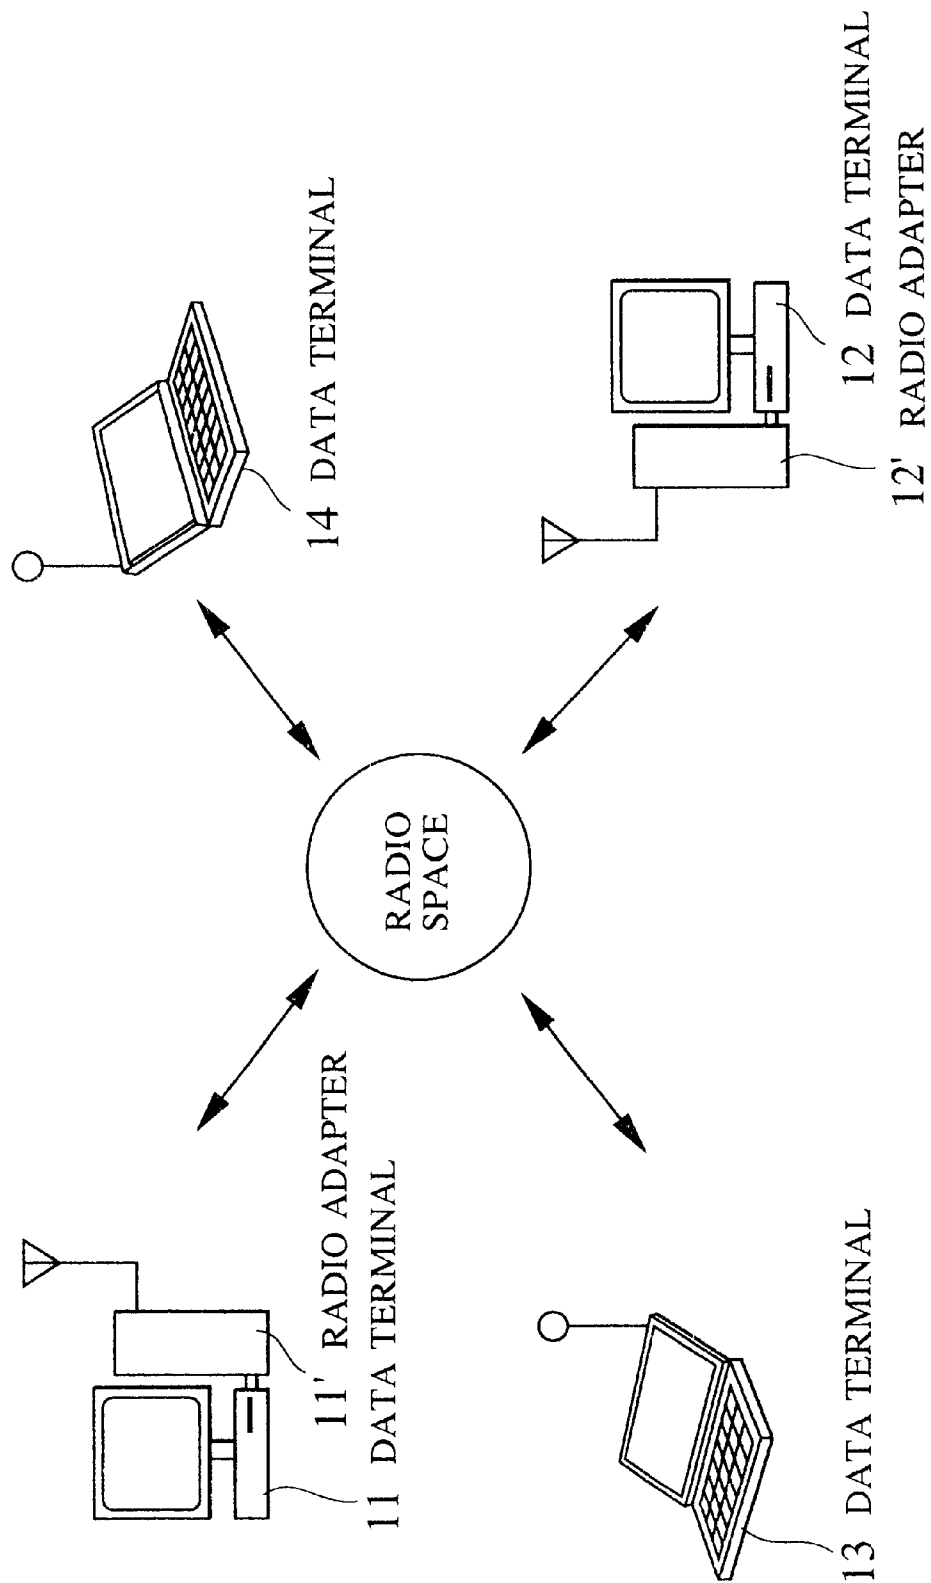 11' RADIO ADAPTER
11 DATA TERMINAL
14 DATA TERMINAL
RADIO
SPACE
13 DATA TERMINAL
12 DATA TERMINAL
12' RADIO ADAPTER